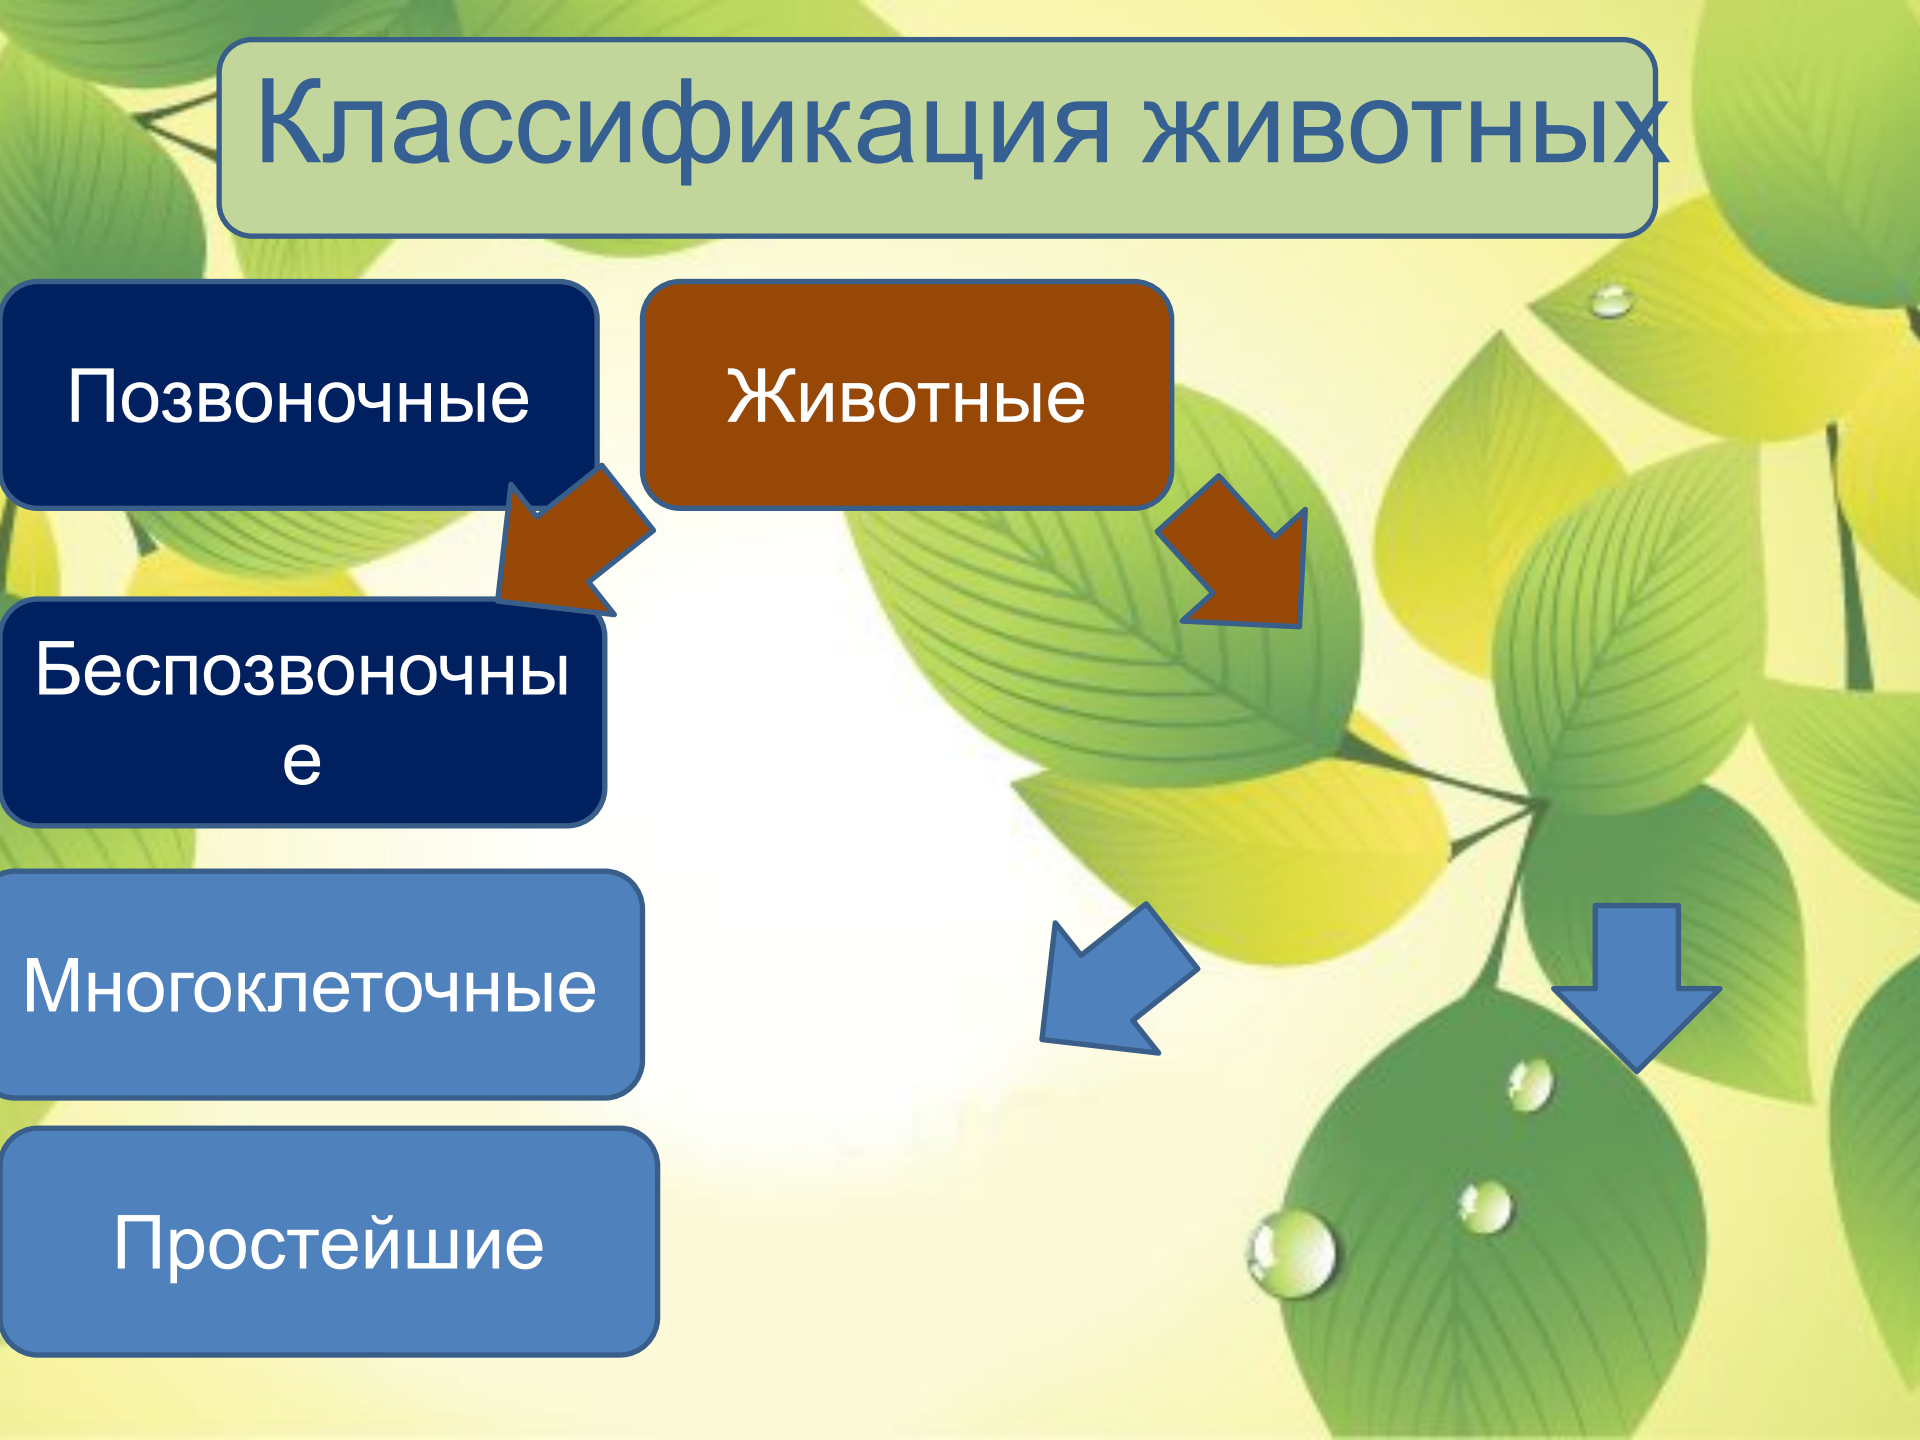 Классификация животных
Позвоночные
Животные
Беспозвоночны
е
Многоклеточные
Простейшие